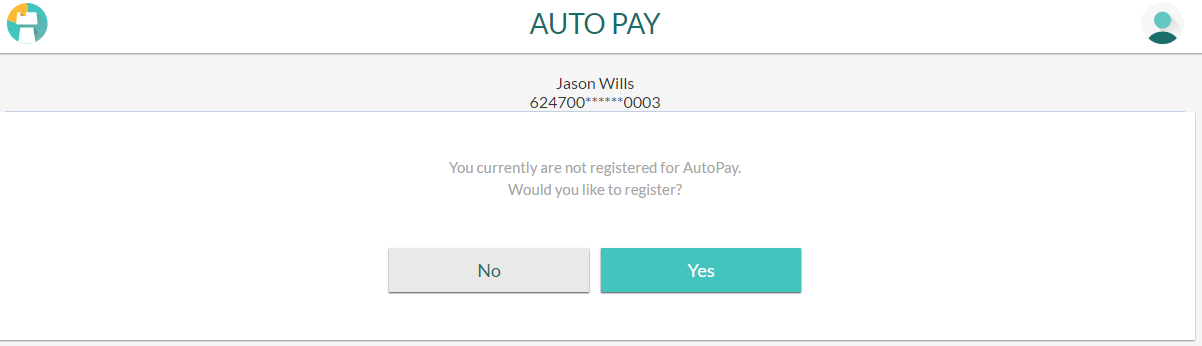 AUTO PAY
Jason Wills
624700******0003
You currently are not registered for AutoPay.
Would you like to register?
No
Yes